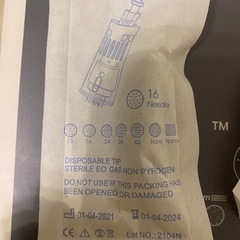 16
Needle
TM
11 16 24 36 42 Nano Nano
DISPOSABLE TIP
STERILE EO GAS-NON PYROGEN
DO NOT USE IF THIS PACKAGE HAS
BEEN OPENED OR DAMAGED
01-04-2021 01-04-2024
Lot No.: 2104N